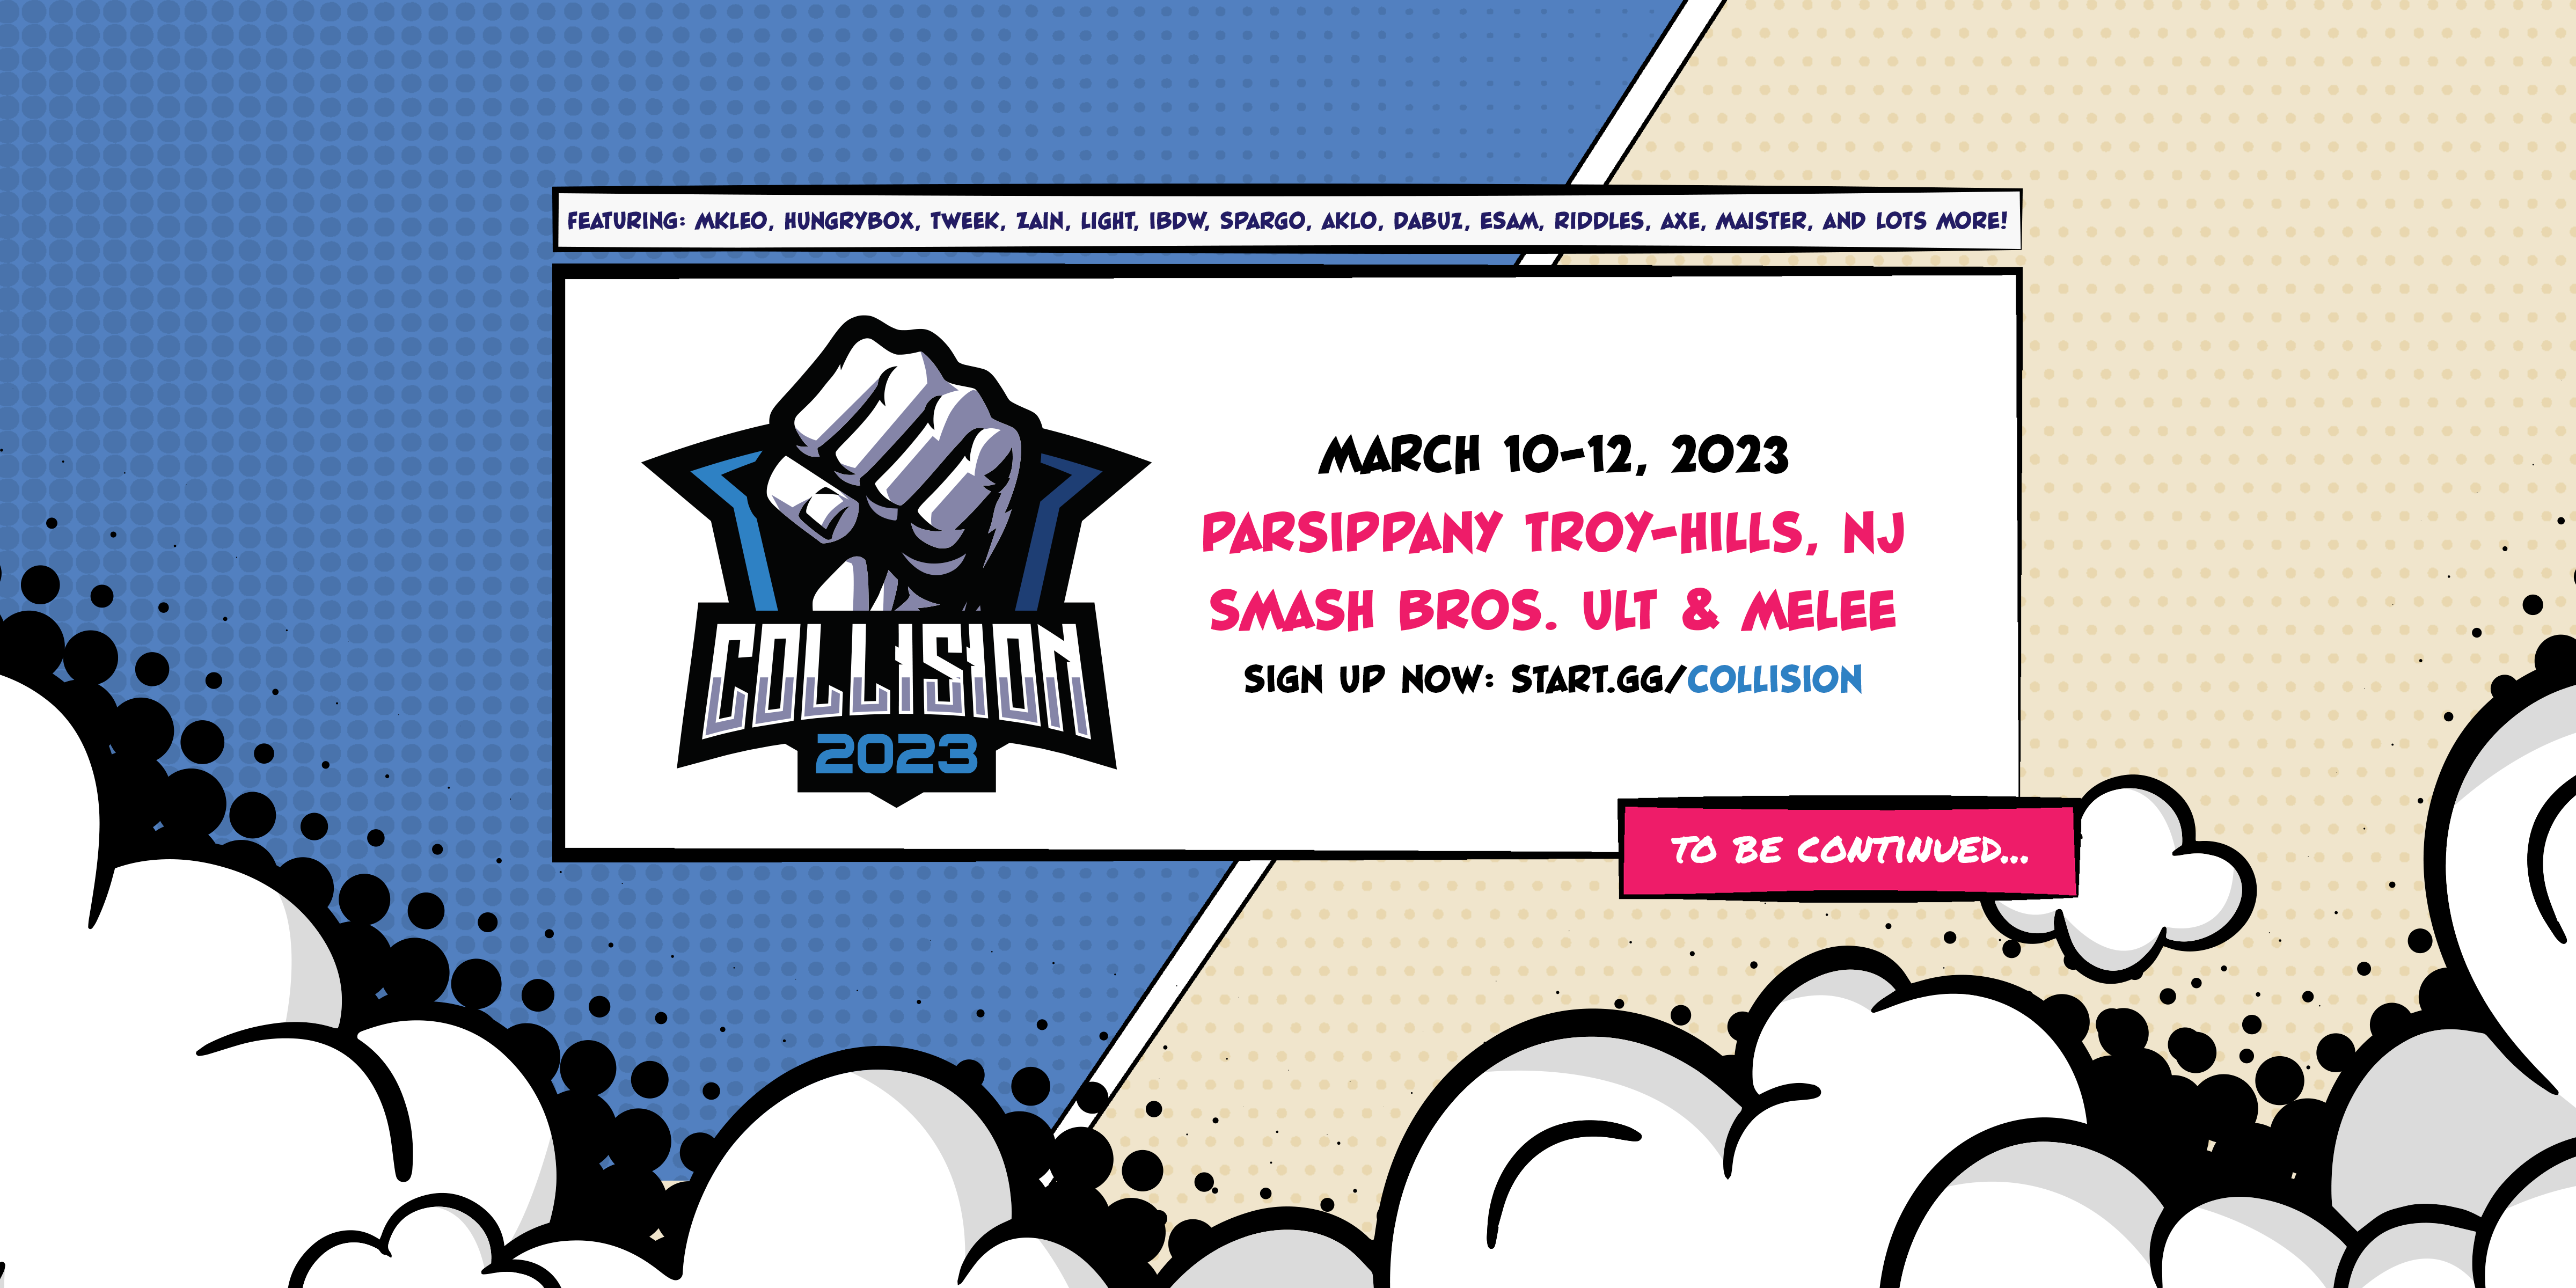 FEATURING: MKLEO, HUNGRYBOX, TWEEK, ZAIN, LIGHT, IBDW, SPARGO, AKLO, DABUZ, ESAM, RIDDLES, AXE, MAISTER, AND LOTS MORE!
COLLISION
2023
MARCH 10-12, 2023
PARSIPPANY TROY-HILLS, NJ
SMASH BROS. ULT & MELEE
SIGN UP NOW: START.GG/COLLISION
TO BE CONTINUED...